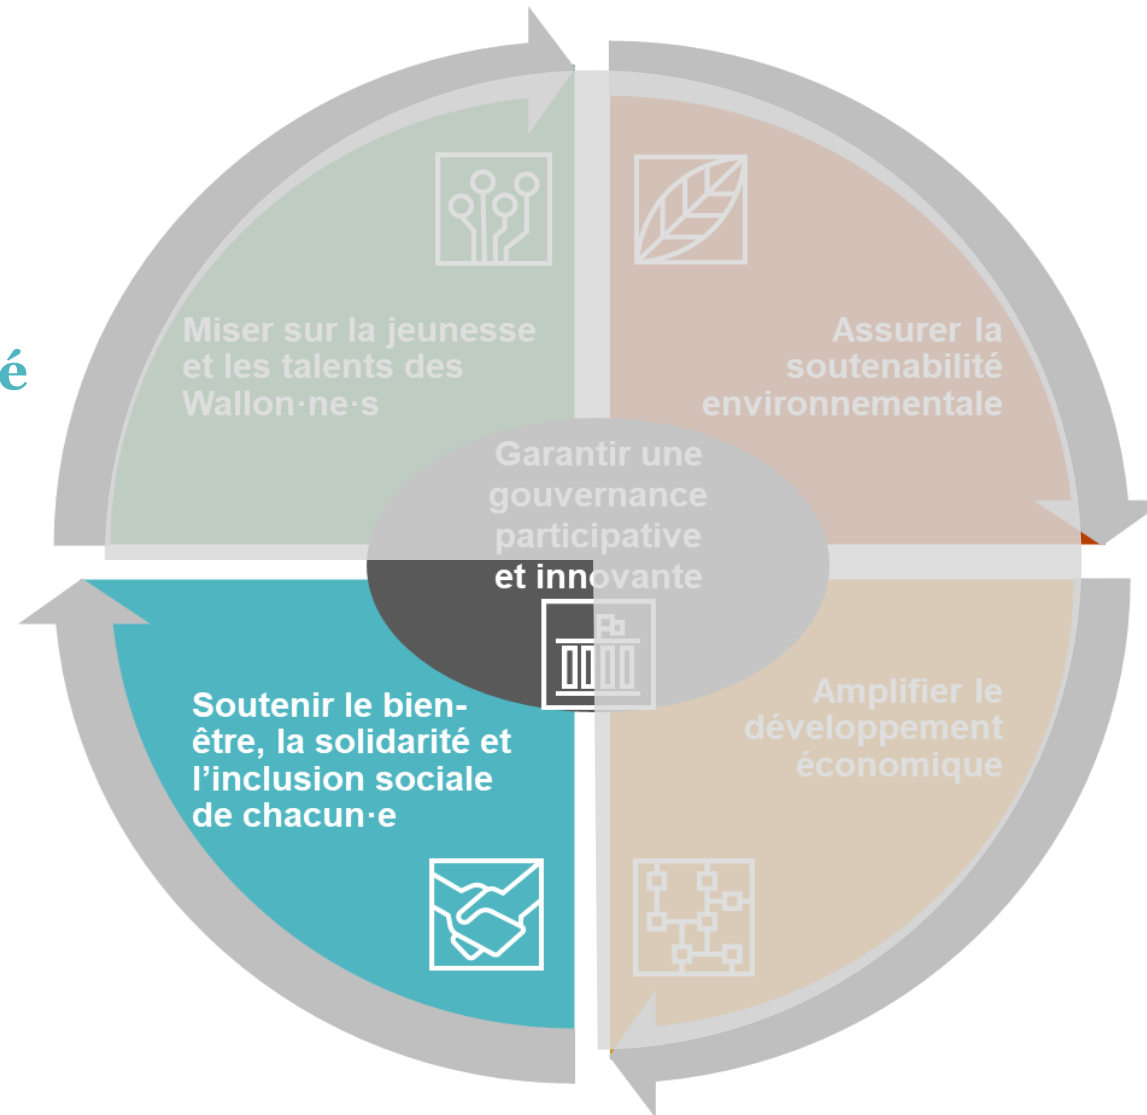 Miser sur la jeunesse
et les talents des
Wallon·ne·s
Assurer la
soutenabilité
environnementale
é
Garantir une
gouvernance
participative
et innovante
Soutenir le bien-
être, la solidarité et
l’inclusion sociale
de chacun·e
Amplifier le
développement
économique